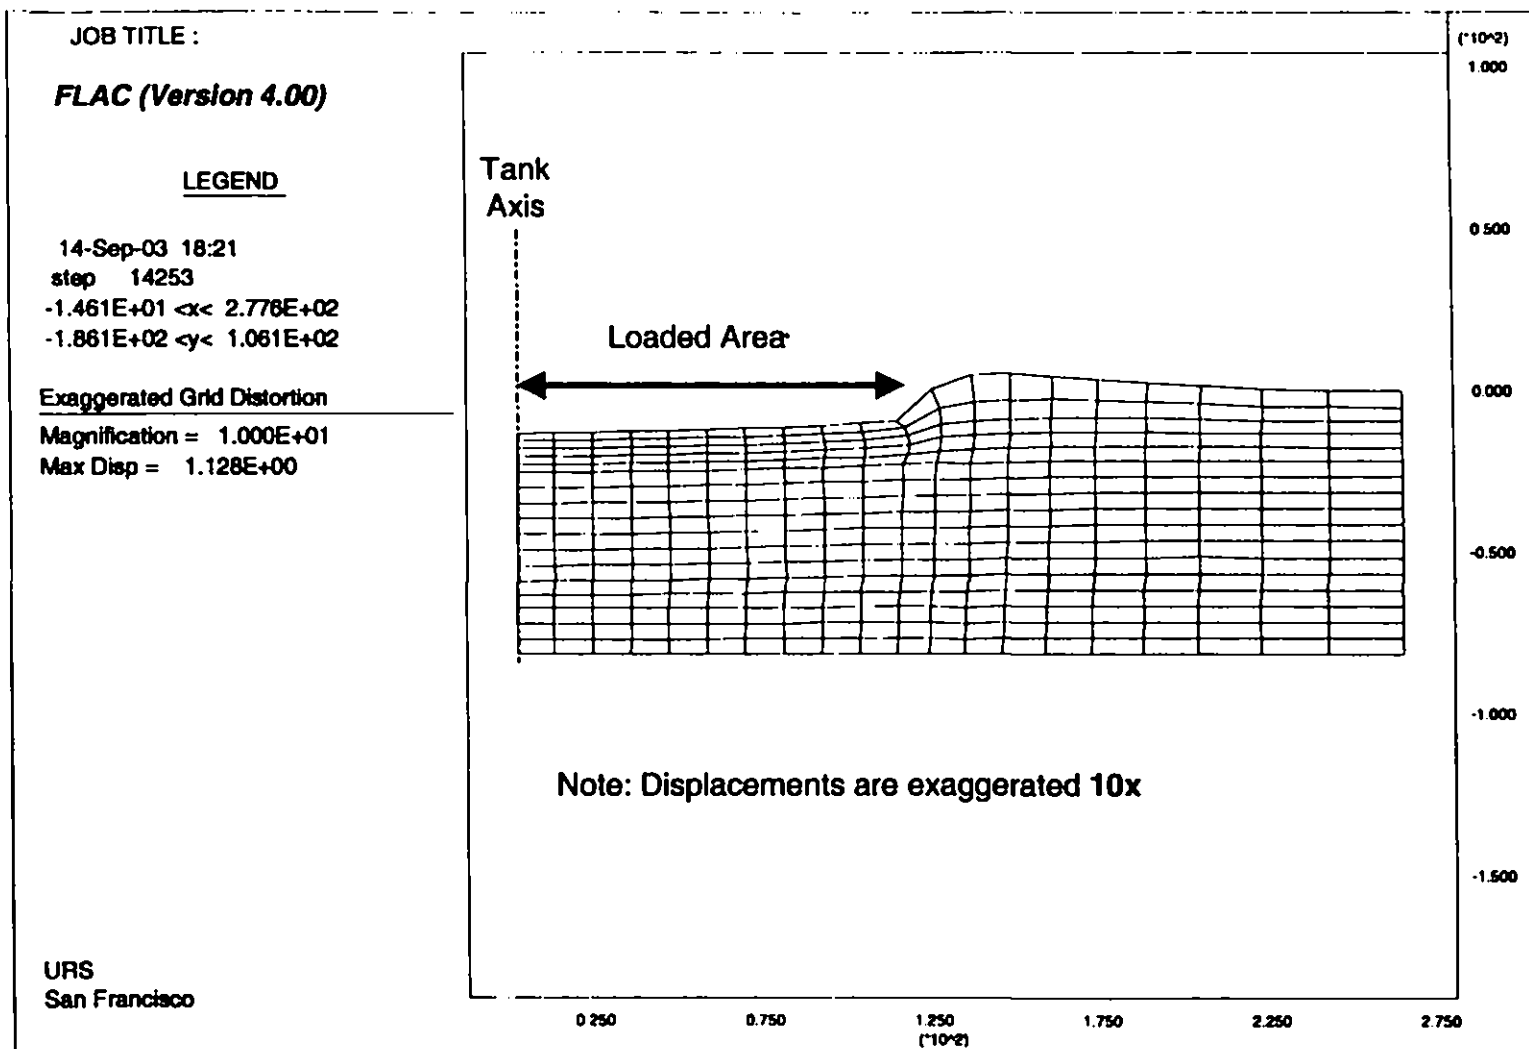 JOB TITLE :
FLAC (Version 4.00)
LEGEND
14-Sep-03 18:21
step 14253
-1.461E+01 <x< 2.776E+02
-1.861E+02 <y< 1.061E+02
Exaggerated Grid Distortion
Magnification = 1.000E+01
Max Disp = 1.128E+00
URS
San Francisco
Tank
Axis
Loaded Area
Note: Displacements are exaggerated 10x
(*10^2)
1.000
0.500
0.000
-0.500
-1.000
-1.500
0.250 0.750 1.250 1.750 2.250 2.750
(*10^2)